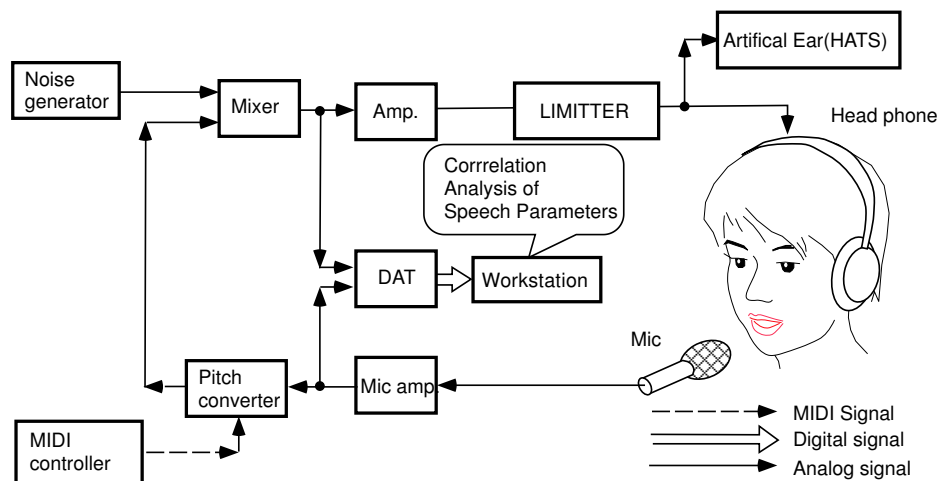 Artifical Ear(HATS)
Noise
generator
Mixer
Amp.
LIMITTER
Head phone
Corrrelation
Analysis of
Speech Parameters
DAT
Workstation
Mic
Pitch
converter
Mic amp.
MIDI
controller
MIDI Signal
Digital signal
Analog signal